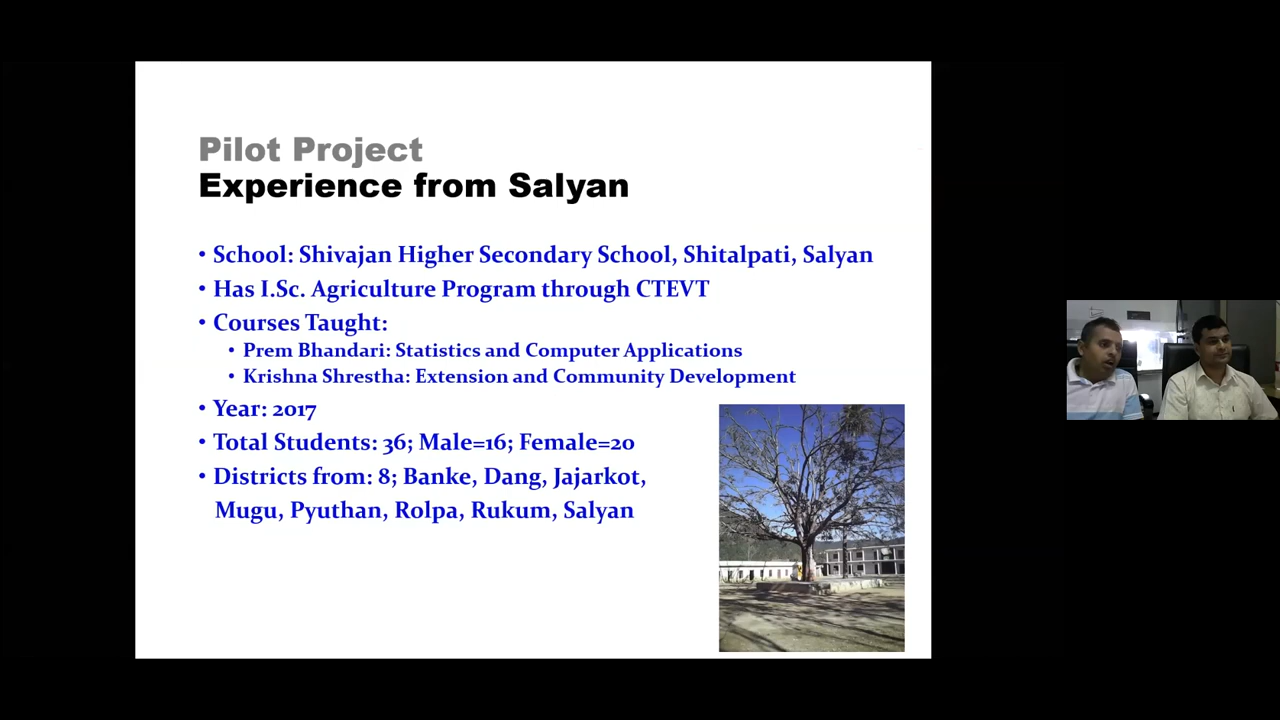 Pilot Project
Experience from Salyan
• School: Shivajan Higher Secondary School, Shitalpati, Salyan
• Has I.Sc. Agriculture Program through CTEVT
• Courses Taught:
• Prem Bhandari: Statistics and Computer Applications
• Krishna Shrestha: Extension and Community Development
• Year: 2017
• Total Students: 36; Male=16; Female=20
• Districts from: 8; Banke, Dang, Jajarkot,
Mugu, Pyuthan, Rolpa, Rukum, Salyan